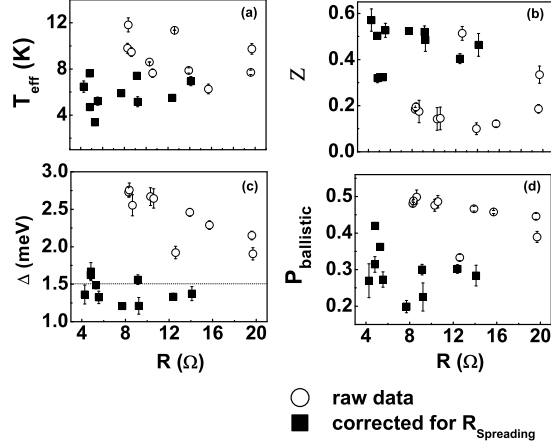 (a)
T_eff (K)
12
8
4
(b)
Z
0.6
0.4
0.2
0.0
(c)
Δ (meV)
3.0
2.5
2.0
1.5
1.0
4 8 12 16 20
R (Ω)
(d)
P_ballistic
0.5
0.4
0.3
0.2
4 8 12 16 20
R (Ω)
raw data
corrected for R_Spreading